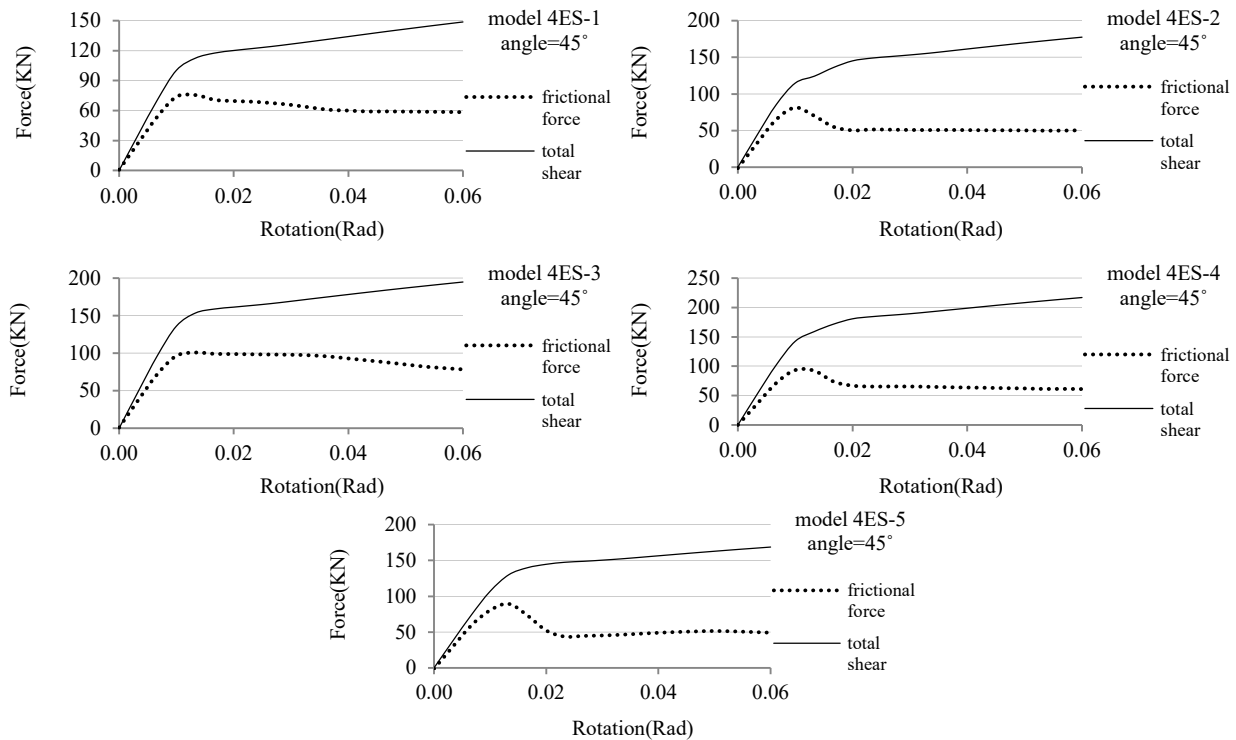 model 4ES-1
angle=45˚
Force(KN)
150
120
90
60
30
0
0.00 0.02 0.04 0.06
Rotation(Rad)
frictional
force
total
shear
model 4ES-2
angle=45˚
Force(KN)
200
150
100
50
0
0.00 0.02 0.04 0.06
Rotation(Rad)
frictional
force
total
shear
model 4ES-3
angle=45˚
Force(KN)
200
150
100
50
0
0.00 0.02 0.04 0.06
Rotation(Rad)
frictional
force
total
shear
model 4ES-4
angle=45˚
Force(KN)
250
200
150
100
50
0
0.00 0.02 0.04 0.06
Rotation(Rad)
frictional
force
total
shear
model 4ES-5
angle=45˚
Force(KN)
200
150
100
50
0
0.00 0.02 0.04 0.06
Rotation(Rad)
frictional
force
total
shear